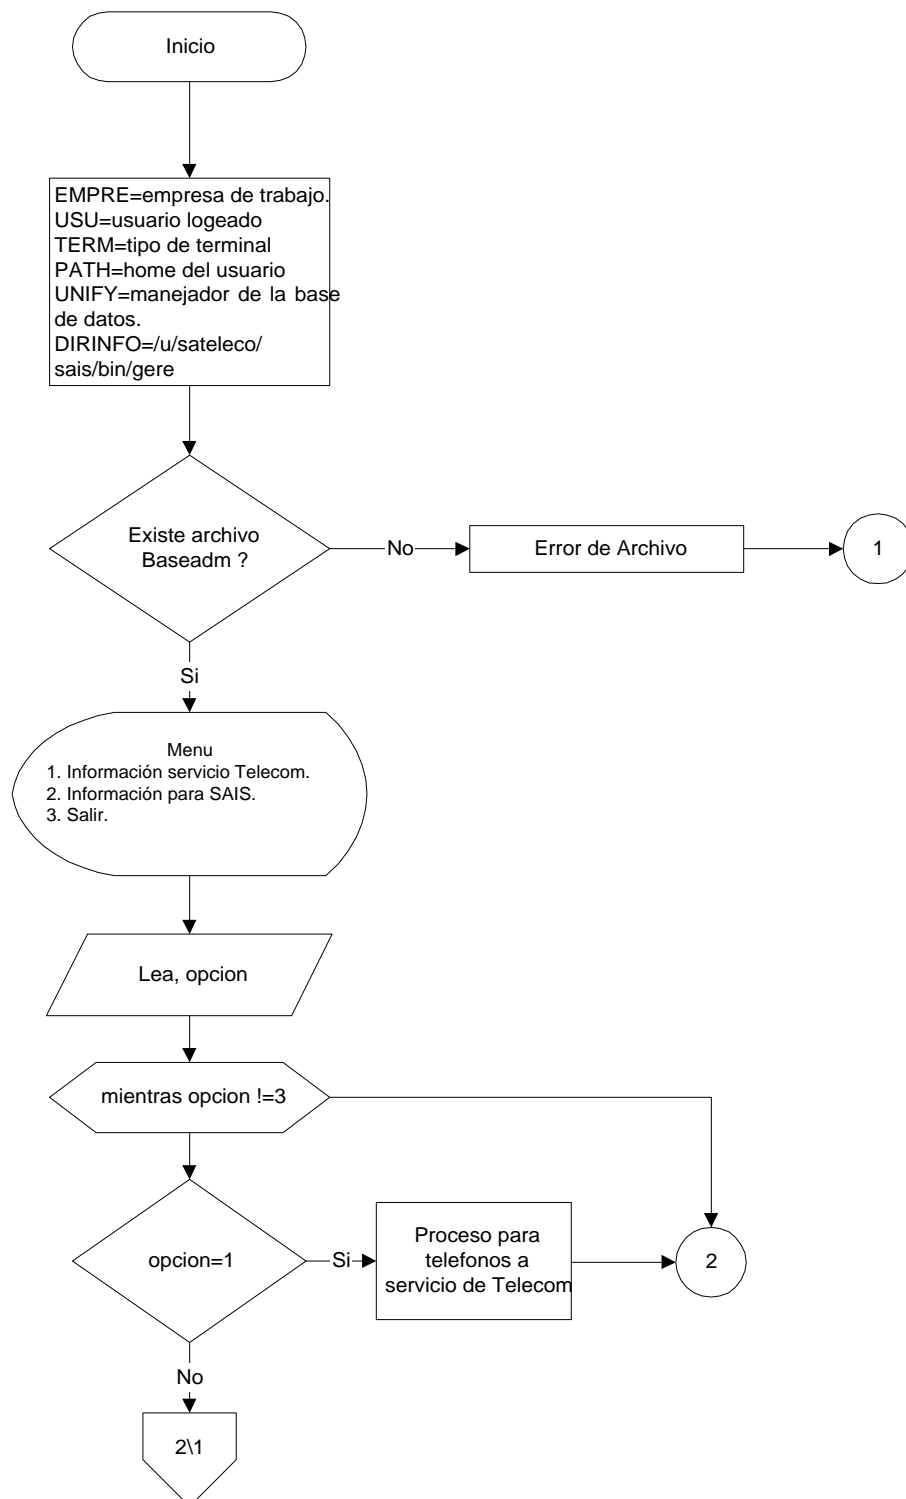 Inicio
EMPRE=empresa de trabajo.
USU=usuario logeado
TERM=tipo de terminal
PATH=home del usuario
UNIFY=manejador de la base
de datos.
DIRINFO=/u/sateleco/
sais/bin/gere
Existe archivo
Baseadm ?
No
Error de Archivo
1
Si
Menu
1. Información servicio Telecom.
2. Información para SAIS.
3. Salir.
Lea, opcion
mientras opcion !=3
opcion=1
Si
Proceso para
telefonos a
servicio de Telecom
2
No
2\1